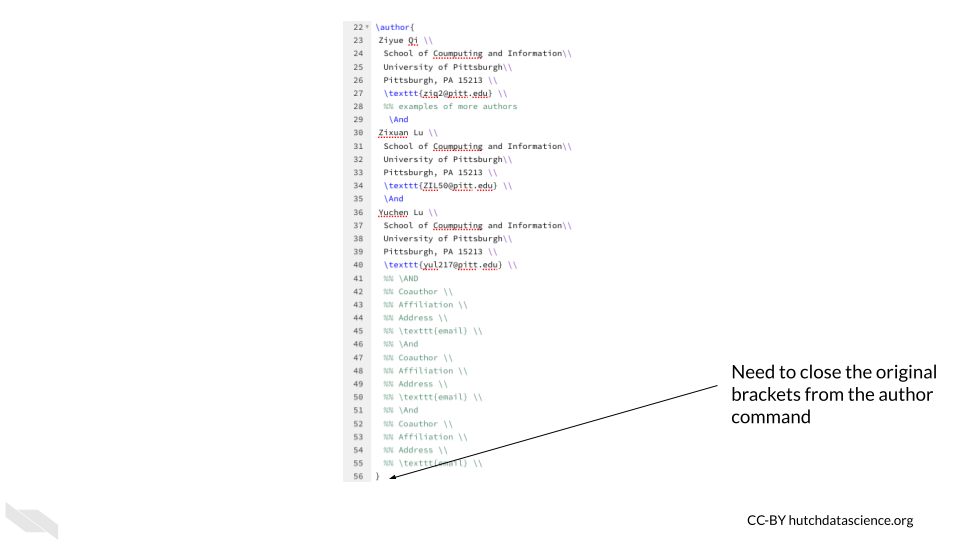 22 \author{
23 Ziyue Qi \\
24 School of Coumputing and Information\\
25 University of Pittsburgh\\
26 Pittsburgh, PA 15213 \\
27 \texttt{ziq2@pitt.edu} \\
28 %% examples of more authors
29 \And
30 Zixuan Lu \\
31 School of Coumputing and Information\\
32 University of Pittsburgh\\
33 Pittsburgh, PA 15213 \\
34 \texttt{ZIL50@pitt.edu} \\
35 \And
36 Yuchen Lu \\
37 School of Coumputing and Information\\
38 University of Pittsburgh\\
39 Pittsburgh, PA 15213 \\
40 \texttt{yul217@pitt.edu} \\
41 %% \AND
42 %% Coauthor \\
43 %% Affiliation \\
44 %% Address \\
45 %% \texttt{email} \\
46 %% \And
47 %% Coauthor \\
48 %% Affiliation \\
49 %% Address \\
50 %% \texttt{email} \\
51 %% \And
52 %% Coauthor \\
53 %% Affiliation \\
54 %% Address \\
55 %% \texttt{email} \\
56 }
Need to close the original
brackets from the author
command
CC-BY hutchdatascience.org